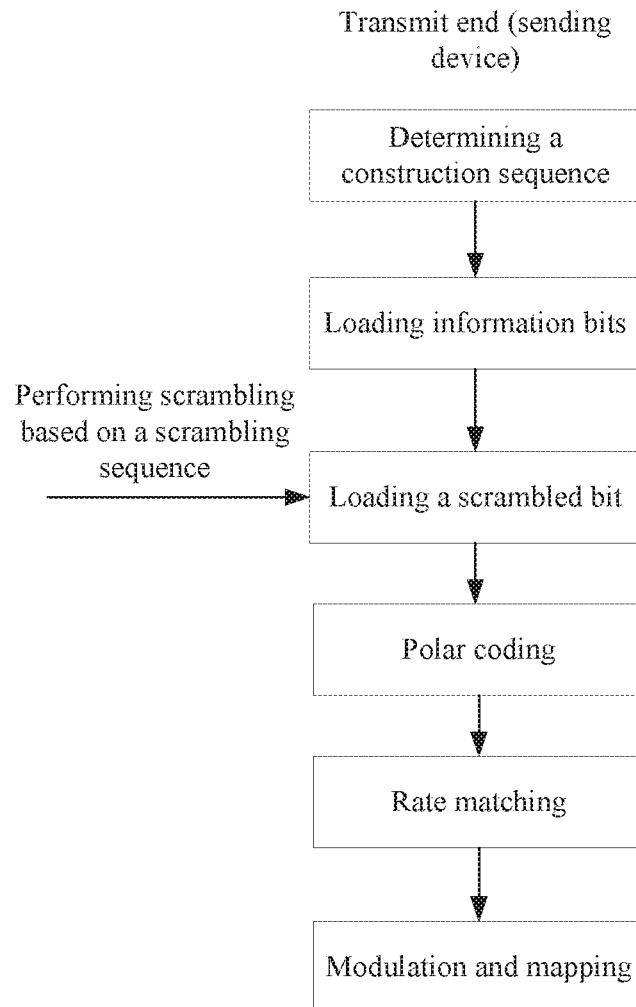 Transmit end (sending
device)
Determining a
construction sequence
Loading information bits
Performing scrambling
based on a scrambling
sequence
Loading a scrambled bit
Polar coding
Rate matching
Modulation and mapping